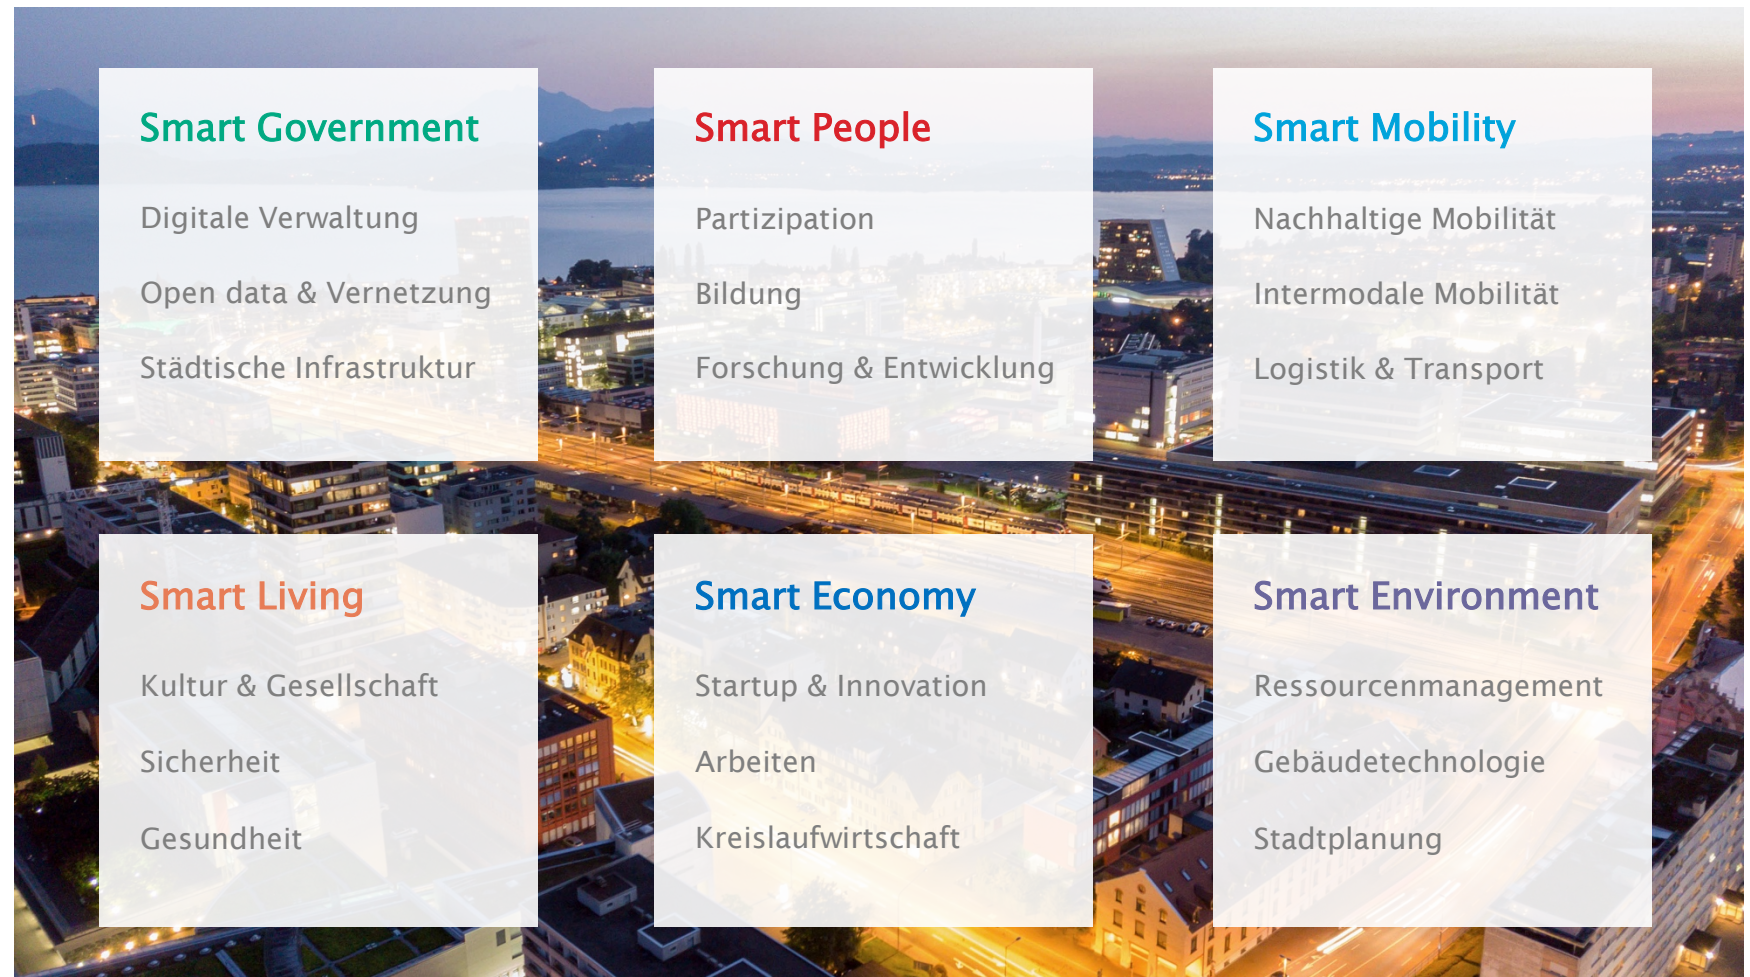 Smart Government
Digitale Verwaltung
Open data & Vernetzung
Städtische Infrastruktur
Smart People
Partizipation
Bildung
Forschung & Entwicklung
Smart Mobility
Nachhaltige Mobilität
Intermodale Mobilität
Logistik & Transport
Smart Living
Kultur & Gesellschaft
Sicherheit
Gesundheit
Smart Economy
Startup & Innovation
Arbeiten
Kreislaufwirtschaft
Smart Environment
Ressourcenmanagement
Gebäudetechnologie
Stadtplanung